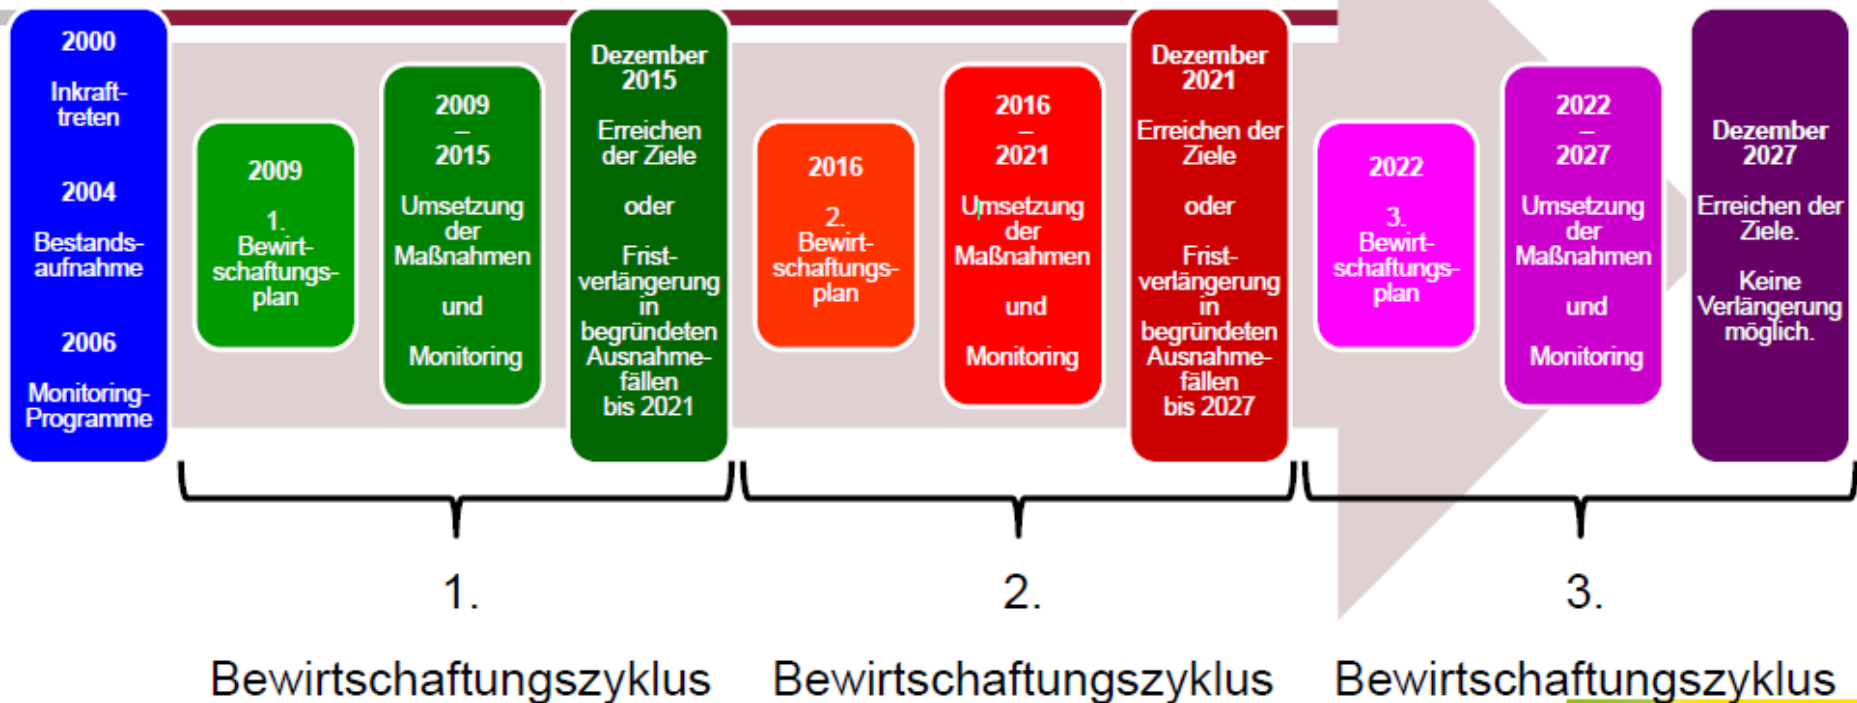 2000
Inkraft-
treten
2004
Bestands-
aufnahme
2006
Monitoring-
Programme
2009
1.
Bewirt-
schaftungs-
plan
2009
–
2015
Umsetzung
der
Maßnahmen
und
Monitoring
Dezember
2015
Erreichen
der Ziele
oder
Frist-
verlängerung
in
begründeten
Ausnahme-
fällen
bis 2021
2016
2.
Bewirt-
schaftungs-
plan
2016
–
2021
Umsetzung
der
Maßnahmen
und
Monitoring
Dezember
2021
Erreichen der
Ziele
oder
Frist-
verlängerung
in
begründeten
Ausnahme-
fällen
bis 2027
2022
3.
Bewirt-
schaftungs-
plan
2022
–
2027
Umsetzung
der
Maßnahmen
und
Monitoring
Dezember
2027
Erreichen der
Ziele.
Keine
Verlängerung
möglich.
1.
Bewirtschaftungszyklus
2.
Bewirtschaftungszyklus
3.
Bewirtschaftungszyklus